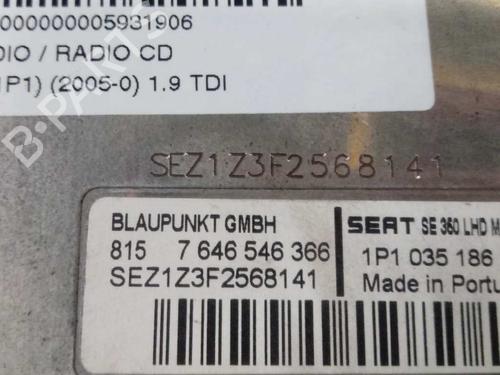 000000005931906
DIO / RADIO CD
1P1) (2005-0) 1.9 TDI
B-PARTS
SEZ1Z3F2568141
BLAUPUNKT GMBH
815 7 646 546 366
SEZ1Z3F2568141
SEAT SE 360 LHD M
1P1 035 186
Made in Portu